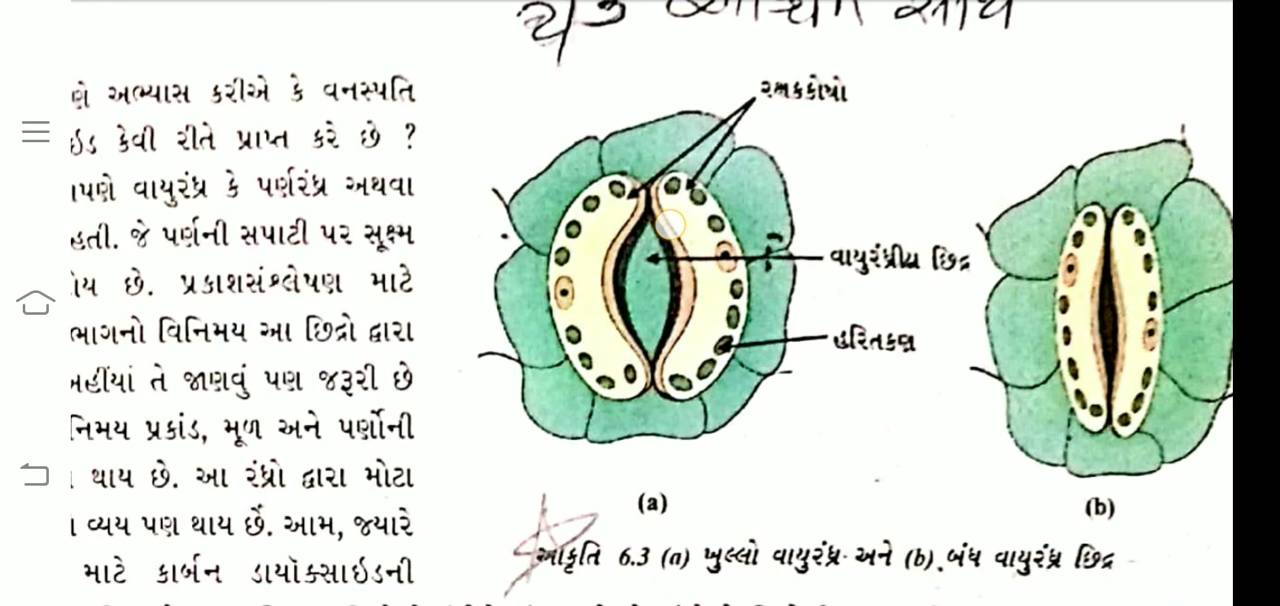 ણે અભ્યાસ કરીએ કે વનસ્પતિ
ઇડ કેવી રીતે પ્રાપ્ત કરે છે ?
ાપણે વાયુરંધ્ર કે પર્ણરંધ્ર અથવા
હતી. જે પર્ણની સપાટી પર સૂક્ષ્મ
ોય છે. પ્રકાશસંશ્લેષણ માટે
ભાગનો વિનિમય આ છિદ્રો દ્વારા
અહીંયાં તે જાણવું પણ જરૂરી છે
નિમય પ્રકાંડ, મૂળ અને પર્ણોની
થાય છે. આ રંધ્રો દ્વારા મોટા
વ્યય પણ થાય છે. આમ, જ્યારે
માટે કાર્બન ડાયૉક્સાઇડની
રક્ષકકોષો
વાયુરંધ્રીય છિદ્ર
હરિતકણ
(a)
(b)
આકૃતિ 6.3 (a) ખુલ્લો વાયુરંધ્ર અને (b) બંધ વાયુરંધ્ર છિદ્ર